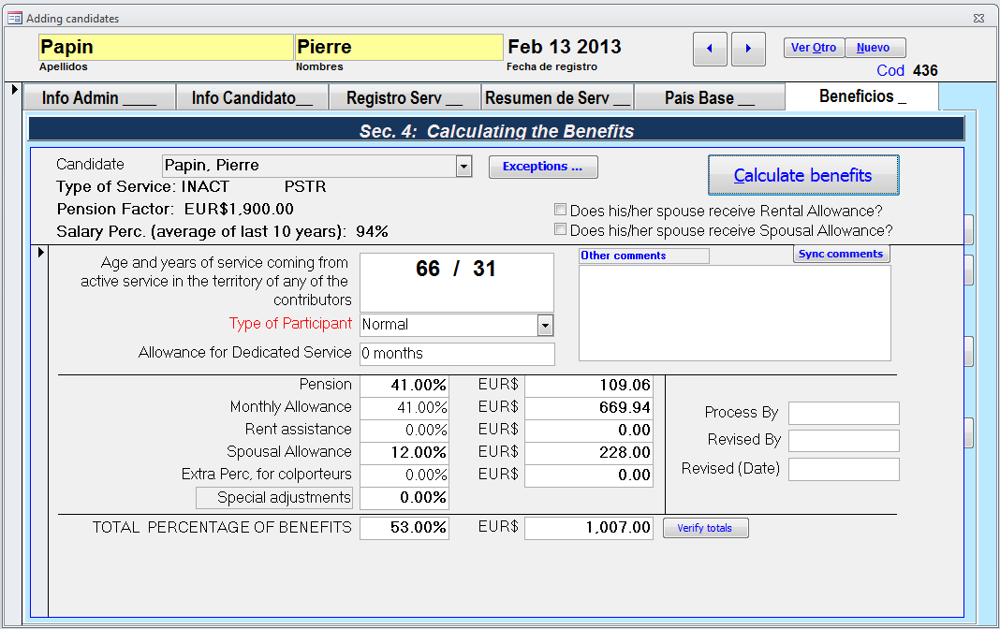 Adding candidates
Papin Pierre Feb 13 2013
Apellidos Nombres Fecha de registro
Ver Otro Nuevo
Cod 436
Info Admin ____ Info Candidato__ Registro Serv __ Resumen de Serv __ Pais Base __ Beneficios _
Sec. 4: Calculating the Benefits
Candidate Papin, Pierre Exceptions ... Calculate benefits
Type of Service: INACT PSTR
Pension Factor: EUR$1,900.00
Does his/her spouse receive Rental Allowance?
Salary Perc. (average of last 10 years): 94%
Does his/her spouse receive Spousal Allowance?
Age and years of service coming from
active service in the territory of any of the
contributors
66 / 31
Other comments Sync comments
Type of Participant Normal
Allowance for Dedicated Service 0 months
Pension 41.00% EUR$ 109.06
Monthly Allowance 41.00% EUR$ 669.94
Rent assistance 0.00% EUR$ 0.00
Spousal Allowance 12.00% EUR$ 228.00
Extra Perc, for colporteurs 0.00% EUR$ 0.00
Special adjustments 0.00%
Process By
Revised By
Revised (Date)
TOTAL PERCENTAGE OF BENEFITS 53.00% EUR$ 1,007.00 Verify totals